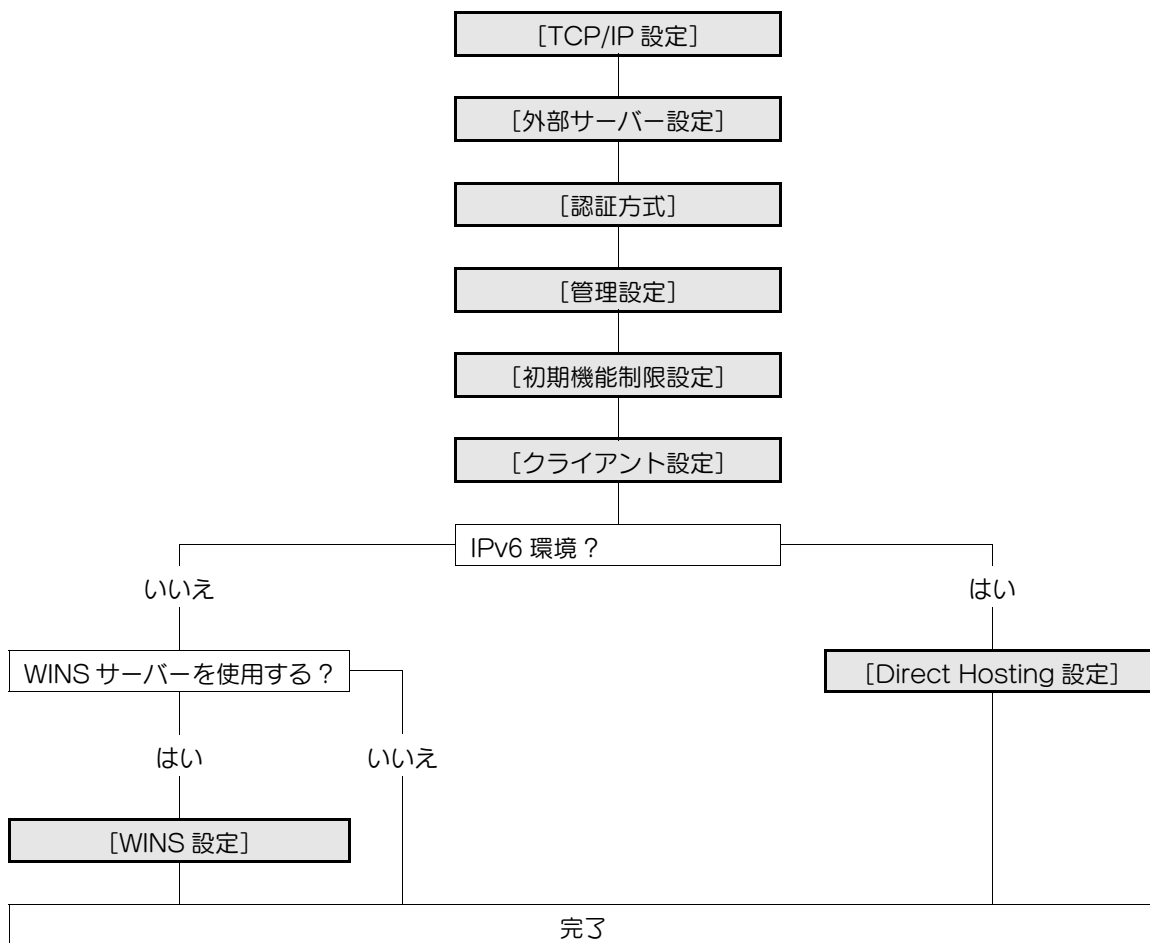 ［TCP/IP 設定］
［外部サーバー設定］
［認証方式］
［管理設定］
［初期機能制限設定］
［クライアント設定］
IPv6 環境？
いいえ
はい
WINS サーバーを使用する？
［Direct Hosting 設定］
はい
いいえ
［WINS 設定］
完了